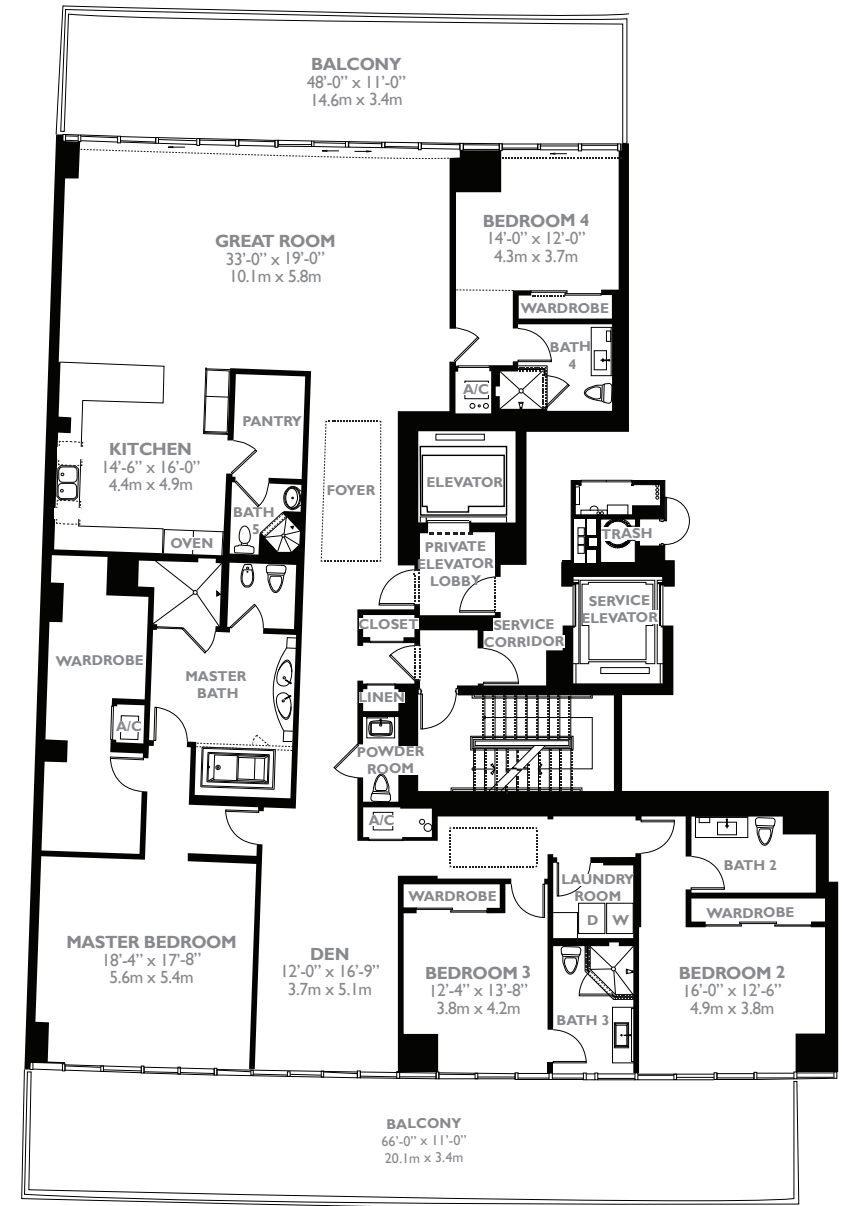 BALCONY
48'-0" x 11'-0"
14.6m x 3.4m
GREAT ROOM
33'-0" x 19'-0"
10.1m x 5.8m
BEDROOM 4
14'-0" x 12'-0"
4.3m x 3.7m
WARDROBE
BATH
4
A/C
PANTRY
KITCHEN
14'-6" x 16'-0"
4.4m x 4.9m
OVEN
BATH
5
FOYER
ELEVATOR
PRIVATE
ELEVATOR
LOBBY
TRASH
SERVICE
ELEVATOR
SERVICE
CORRIDOR
CLOSET
LINEN
WARDROBE
MASTER
BATH
A/C
POWDER
ROOM
A/C
LAUNDRY
ROOM
D W
BATH 2
WARDROBE
WARDROBE
MASTER BEDROOM
18'-4" x 17'-8"
5.6m x 5.4m
DEN
12'-0" x 16'-9"
3.7m x 5.1m
BEDROOM 3
12'-4" x 13'-8"
3.8m x 4.2m
BATH 3
BEDROOM 2
16'-0" x 12'-6"
4.9m x 3.8m
BALCONY
66'-0" x 11'-0"
20.1m x 3.4m